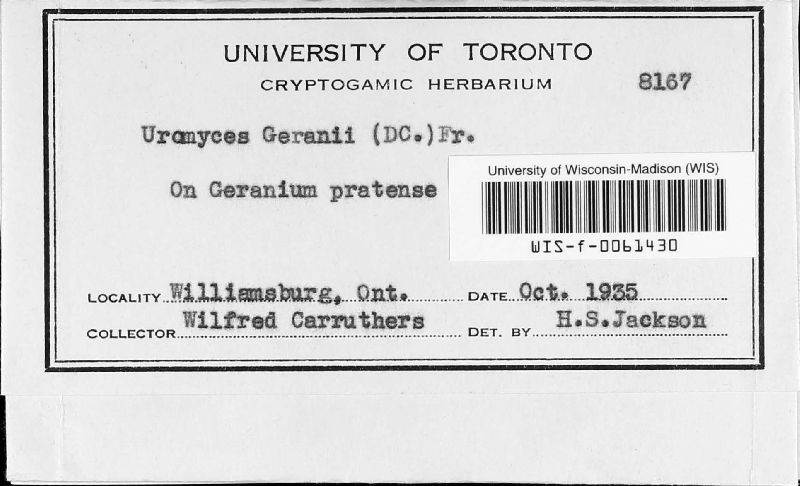 UNIVERSITY OF TORONTO
CRYPTOGAMIC HERBARIUM 8167
Uromyces Geranii (DC.)Fr.
On Geranium pratense
University of Wisconsin-Madison (WIS)
WIS-f-0061430
LOCALITY Williamsburg, Ont. DATE Oct. 1935
COLLECTOR Wilfred Carruthers DET. BY H.S.Jackson